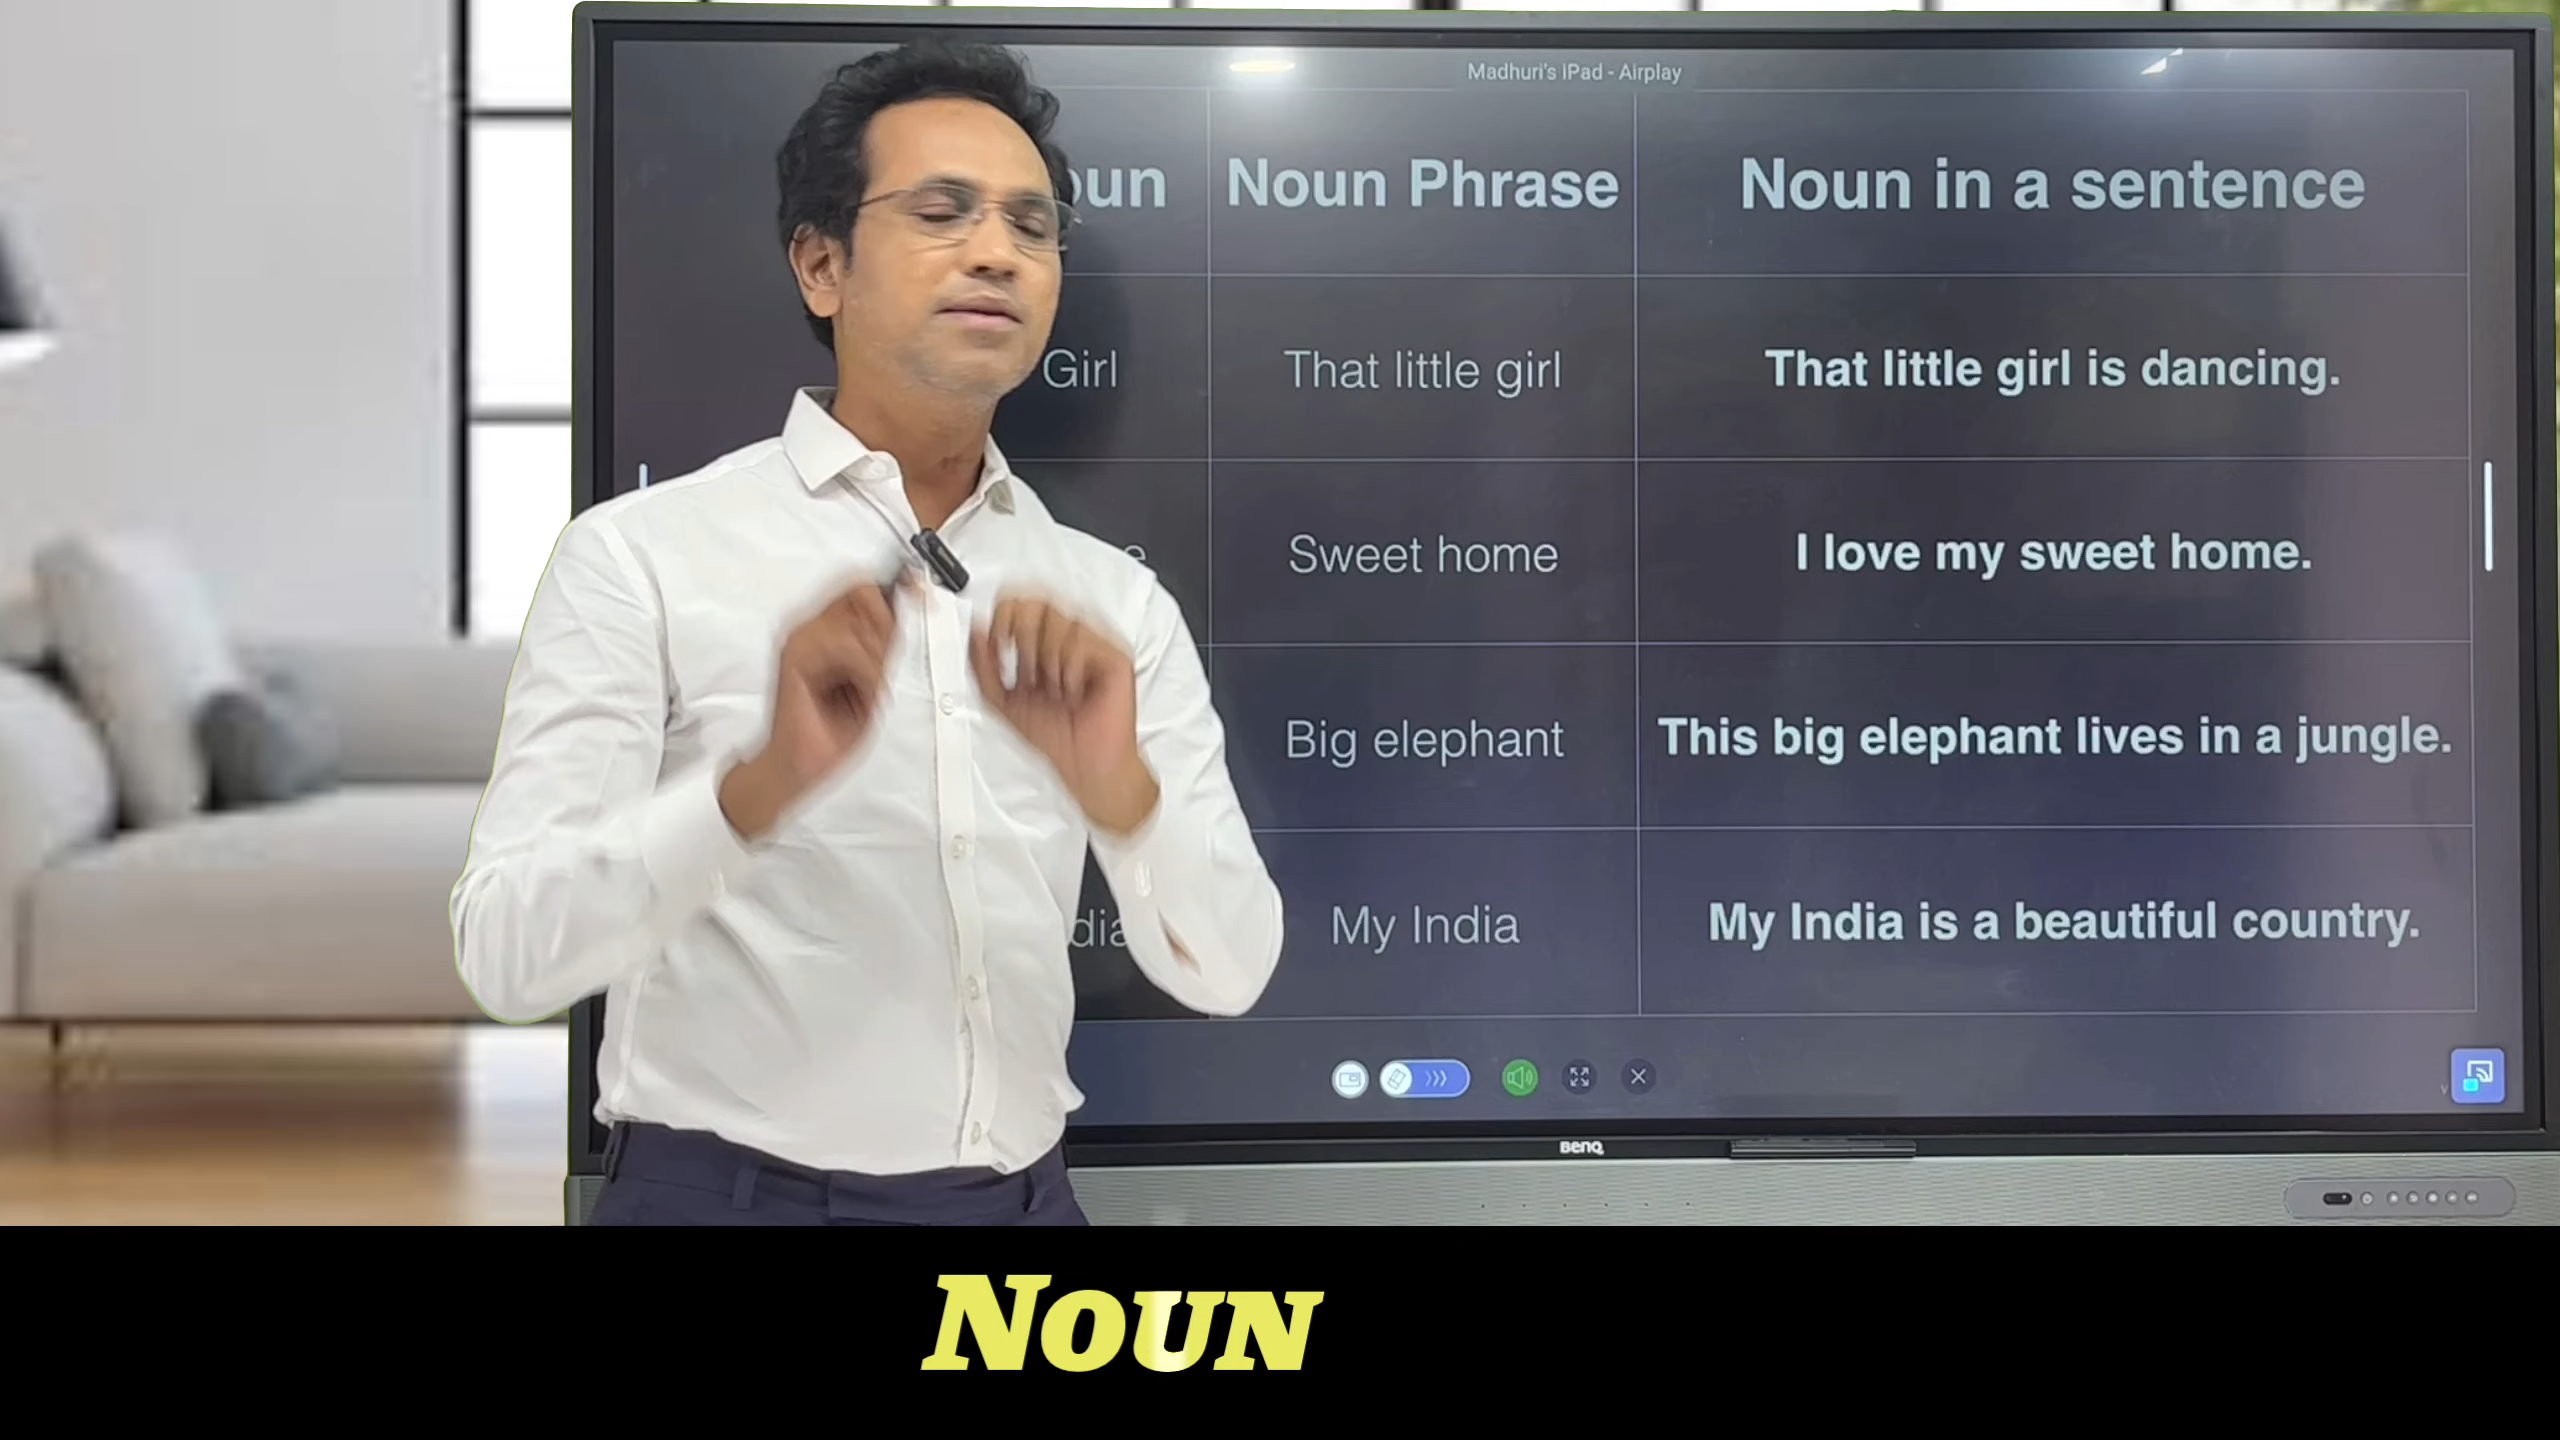 Madhuri's iPad - Airplay
Noun Phrase Noun in a sentence
Girl That little girl That little girl is dancing.
Sweet home I love my sweet home.
Big elephant This big elephant lives in a jungle.
My India My India is a beautiful country.
BenQ
NOUN